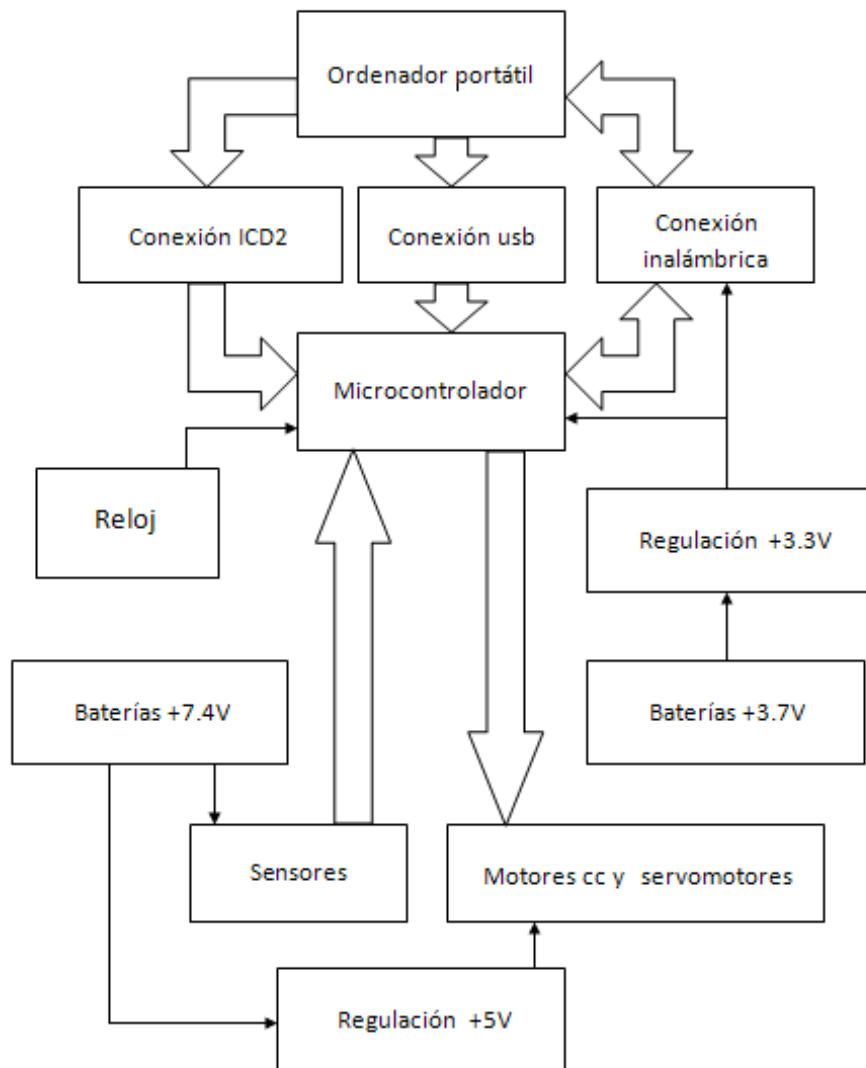 Ordenador portátil
Conexión ICD2
Conexión usb
Conexión
inalámbrica
Microcontrolador
Reloj
Regulación +3.3V
Baterías +7.4V
Baterías +3.7V
Sensores
Motores cc y servomotores
Regulación +5V